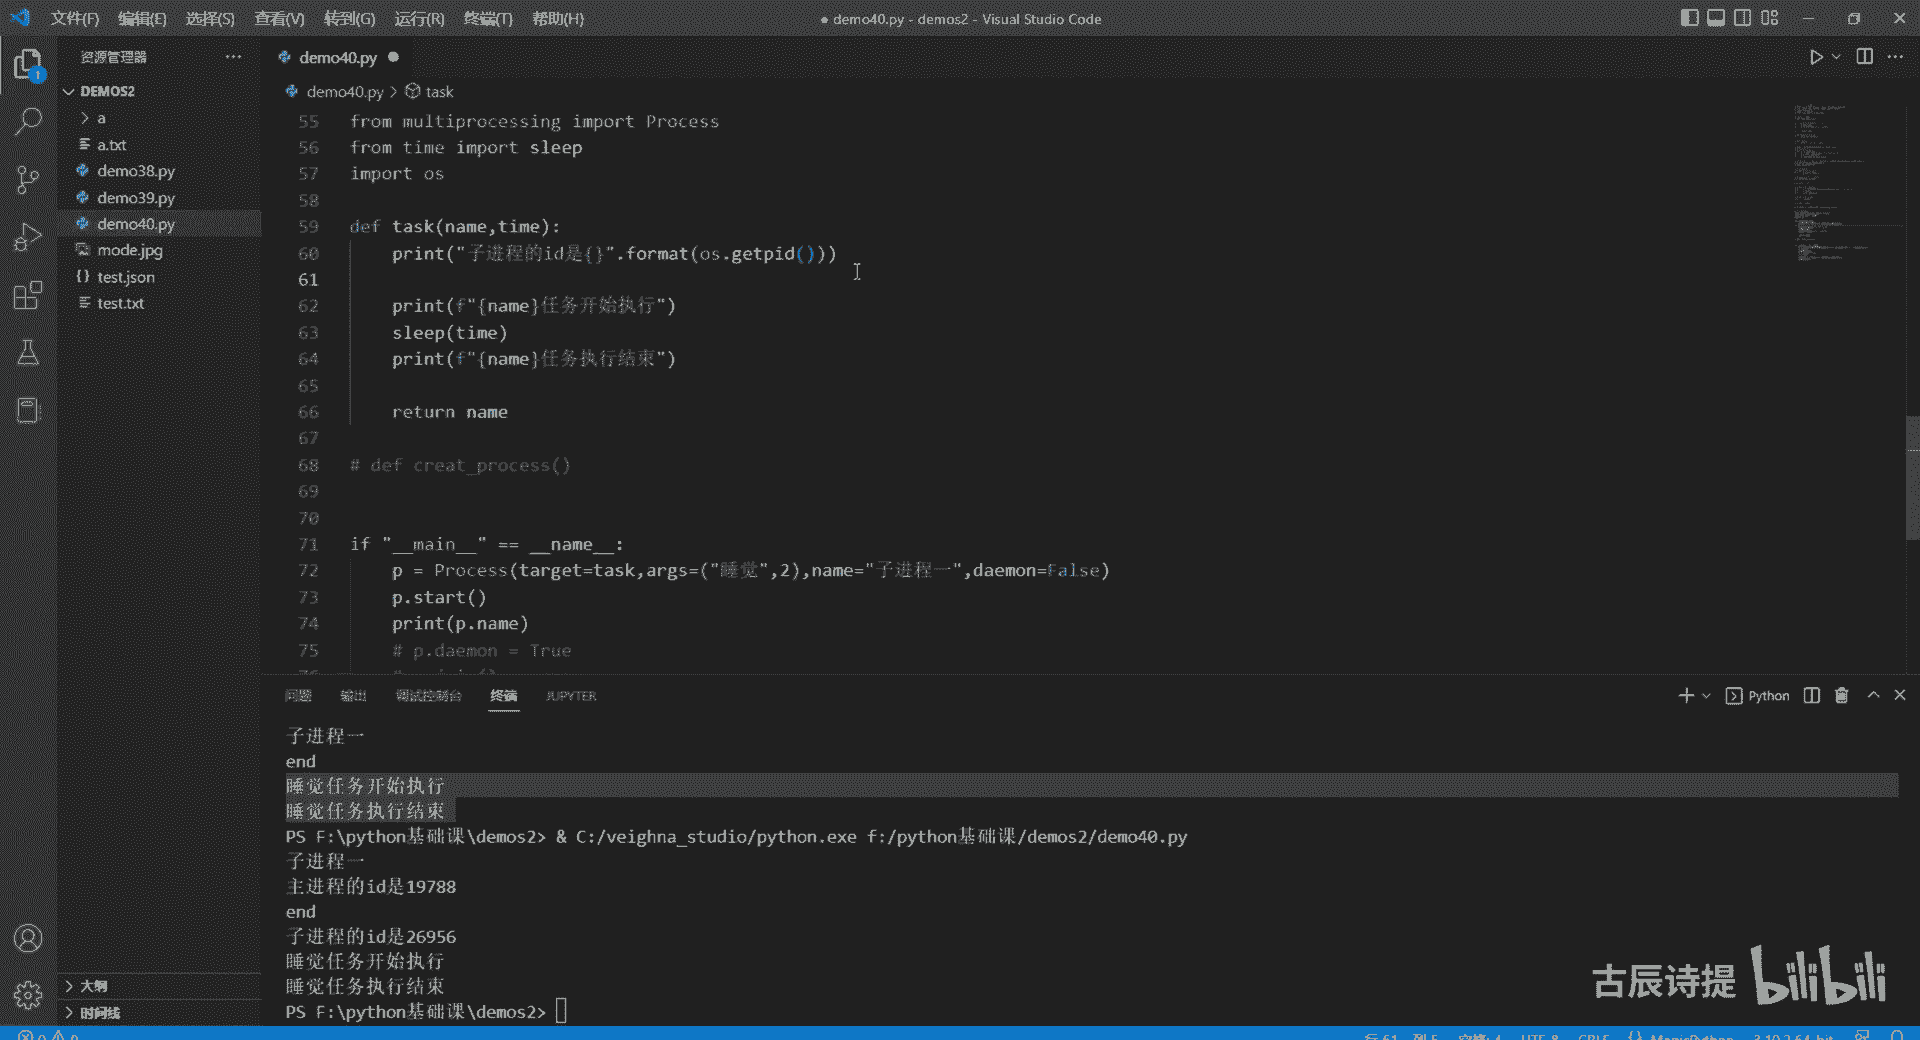 文件(F) 编辑(E) 选择(S) 查看(V) 转到(G) 运行(R) 终端(T) 帮助(H)
● demo40.py - demos2 - Visual Studio Code
资源管理器
DEMOS2
a
a.txt
demo38.py
demo39.py
demo40.py
mode.jpg
test.json
test.txt
大纲
时间线
demo40.py
demo40.py > task
55 from multiprocessing import Process
56 from time import sleep
57 import os
58
59 def task(name,time):
60 print("子进程的id是{}".format(os.getpid()))
61
62 print(f"{name}任务开始执行")
63 sleep(time)
64 print(f"{name}任务执行结束")
65
66 return name
67
68 # def creat_process()
69
70
71 if "__main__" == __name__:
72 p = Process(target=task,args=("睡觉",2),name="子进程一",daemon=False)
73 p.start()
74 print(p.name)
75 # p.daemon = True
问题 输出 调试控制台 终端 JUPYTER
Python
子进程一
end
睡觉任务开始执行
睡觉任务执行结束
PS F:\python基础课\demos2> & C:/veighna_studio/python.exe f:/python基础课/demos2/demo40.py
子进程一
主进程的id是19788
end
子进程的id是26956
睡觉任务开始执行
睡觉任务执行结束
PS F:\python基础课\demos2>
古辰诗提 bilibili